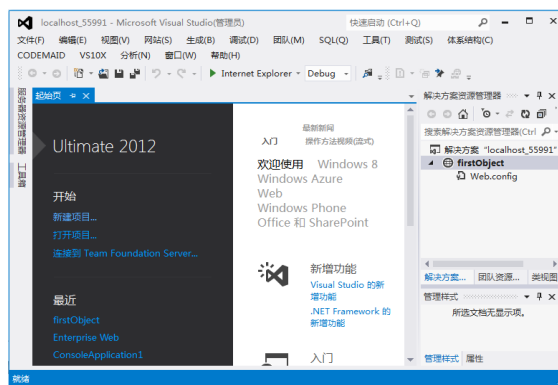 localhost_55991 - Microsoft Visual Studio(管理员)
快速启动 (Ctrl+Q)
文件(F) 编辑(E) 视图(V) 网站(S) 生成(B) 调试(D) 团队(M) SQL(Q) 工具(T) 测试(S) 体系结构(C)
CODEMAID VS10X 分析(N) 窗口(W) 帮助(H)
Internet Explorer Debug
服务器资源管理器
工具箱
起始页
Ultimate 2012
开始
新建项目...
打开项目...
连接到 Team Foundation Server...
最近
firstObject
Enterprise Web
ConsoleApplication1
最新新闻
入门 操作方法视频(流式)
欢迎使用 Windows 8
Windows Azure
Web
Windows Phone
Office 和 SharePoint
新增功能
Visual Studio 的新
增功能
.NET Framework 的
新增功能
入门
解决方案资源管理器
搜索解决方案资源管理器(Ctrl
解决方案 "localhost_55991"
firstObject
Web.config
解决方案... 团队资源... 类视图
管理样式
所选文档无显示项。
管理样式 属性
就绪